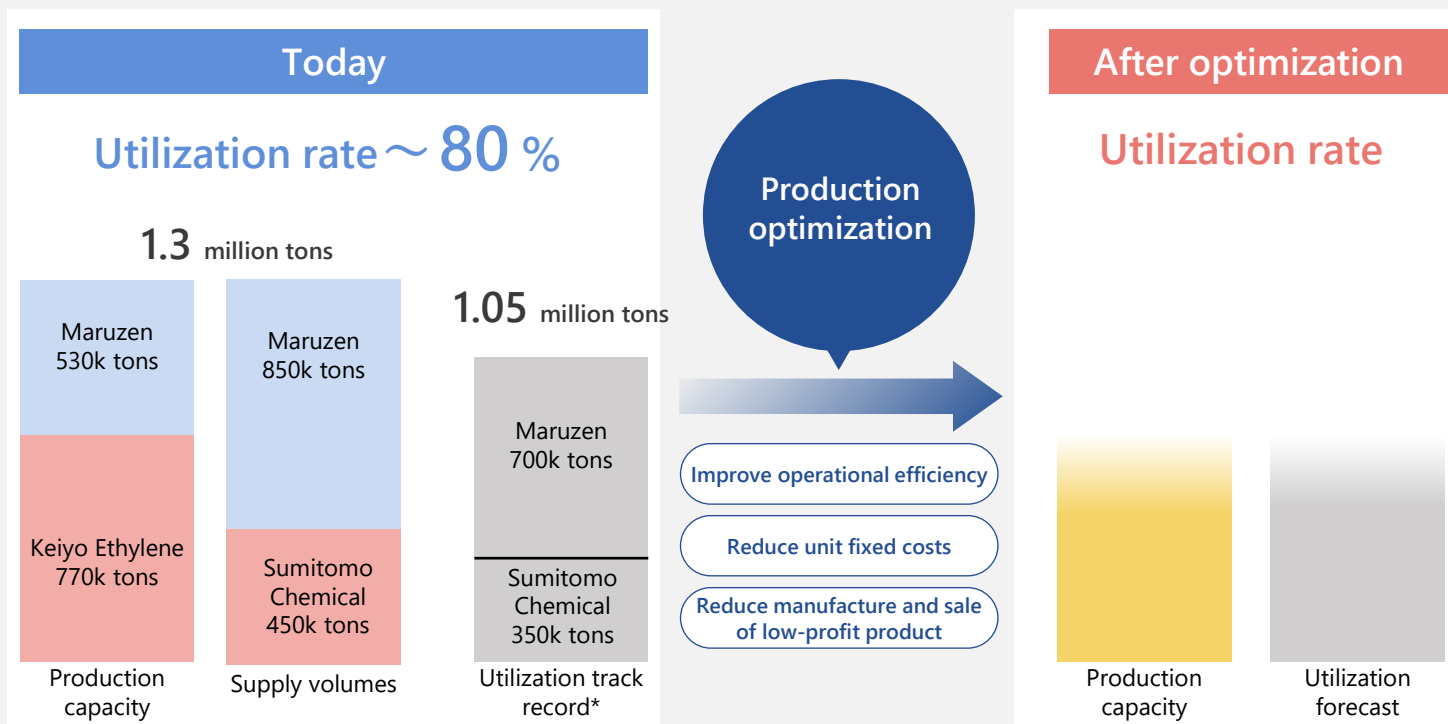 Today
Utilization rate ～ 80 %
1.3 million tons
Maruzen
530k tons
Keiyo Ethylene
770k tons
Production
capacity
Maruzen
850k tons
Sumitomo
Chemical
450k tons
Supply volumes
1.05 million tons
Maruzen
700k tons
Sumitomo
Chemical
350k tons
Utilization track
record*
Production
optimization
Improve operational efficiency
Reduce unit fixed costs
Reduce manufacture and sale
of low-profit product
After optimization
Utilization rate
Production
capacity
Utilization
forecast